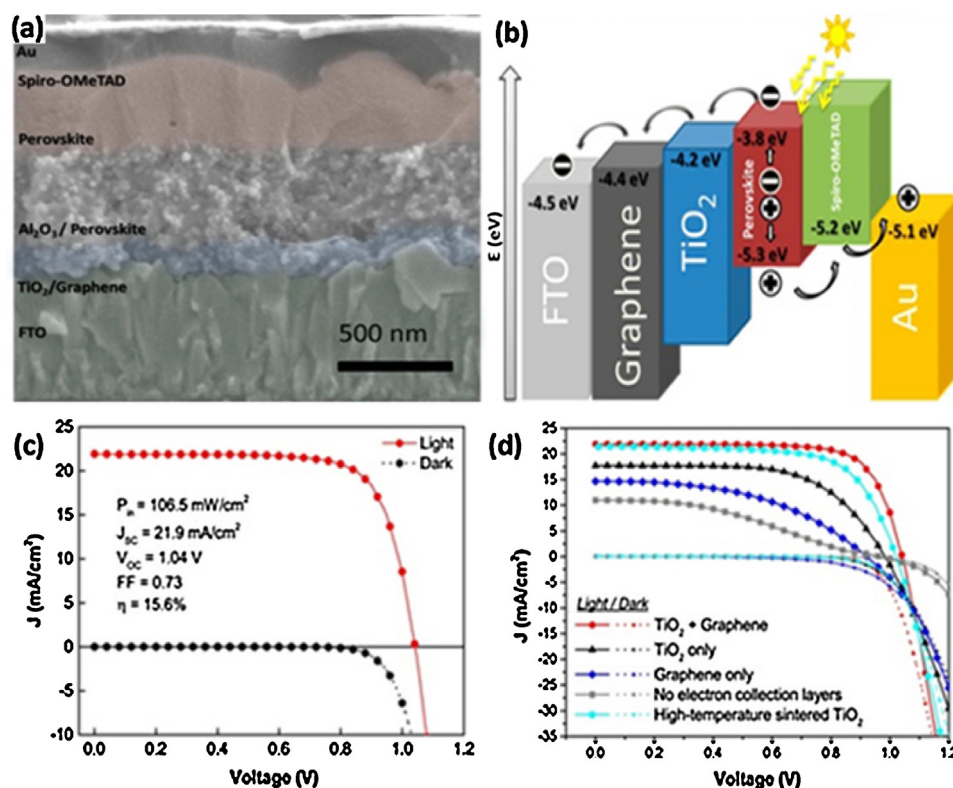 (a)
Au
Spiro-OMeTAD
Perovskite
Al₂O₃ / Perovskite
TiO₂/Graphene
FTO
500 nm
(b)
E (eV)
-4.5 eV
FTO
-4.4 eV
Graphene
-4.2 eV
TiO₂
-3.8 eV
Perovskite
-5.3 eV
Spiro-OMeTAD
-5.2 eV
-5.1 eV
Au
(c)
J (mA/cm²)
25
20
15
10
5
0
-5
-10
Light
Dark
Pin = 106.5 mW/cm²
JSC = 21.9 mA/cm²
VOC = 1.04 V
FF = 0.73
η = 15.6%
0.0 0.2 0.4 0.6 0.8 1.0 1.2
Voltage (V)
(d)
J (mA/cm²)
25
20
15
10
5
0
-5
-10
-15
-20
-25
-30
-35
Light / Dark
TiO₂ + Graphene
TiO₂ only
Graphene only
No electron collection layers
High-temperature sintered TiO₂
0.0 0.2 0.4 0.6 0.8 1.0 1.2
Voltage (V)